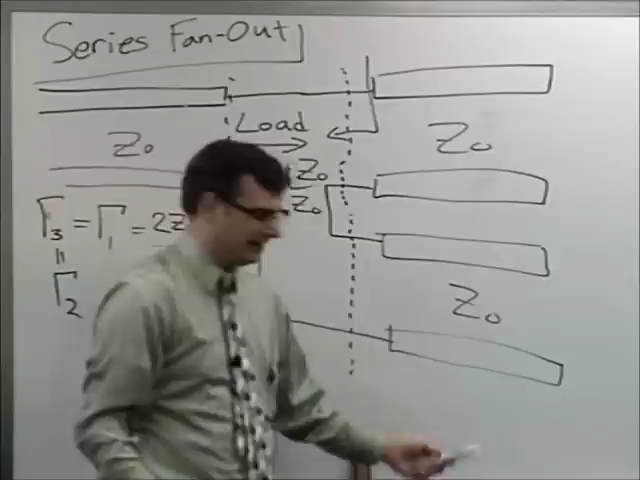 Series Fan-Out
Load
Z₀
Z₀
Z₀
Z₀
Γ₃ = Γ₁ = 2Z
||
Γ₂
Z₀